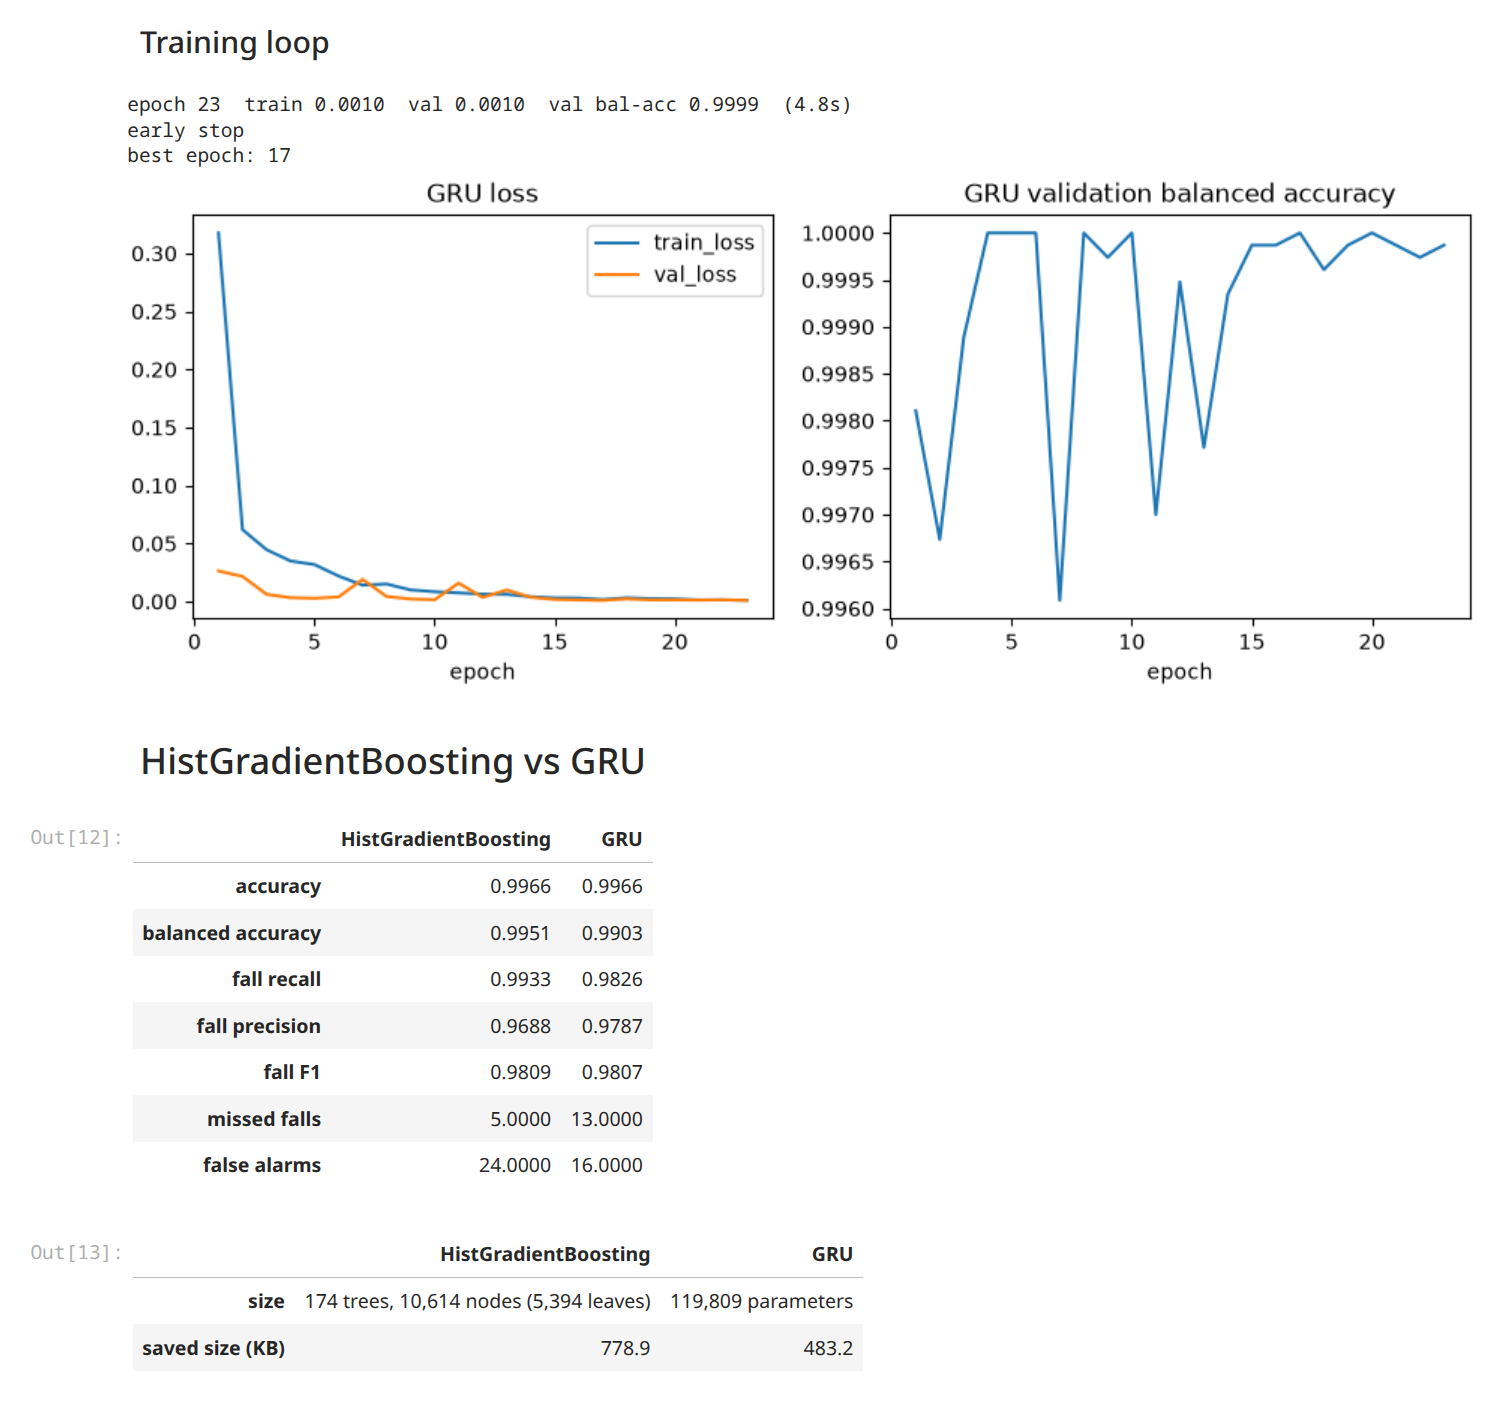 Training loop
epoch 23  train 0.0010  val 0.0010  val bal-acc 0.9999  (4.8s)
early stop
best epoch: 17
GRU loss
train_loss
val_loss
0.30
0.25
0.20
0.15
0.10
0.05
0.00
0 5 10 15 20
epoch
GRU validation balanced accuracy
1.0000
0.9995
0.9990
0.9985
0.9980
0.9975
0.9970
0.9965
0.9960
0 5 10 15 20
epoch
HistGradientBoosting vs GRU
Out[12]:
HistGradientBoosting GRU
accuracy 0.9966 0.9966
balanced accuracy 0.9951 0.9903
fall recall 0.9933 0.9826
fall precision 0.9688 0.9787
fall F1 0.9809 0.9807
missed falls 5.0000 13.0000
false alarms 24.0000 16.0000
Out[13]:
HistGradientBoosting GRU
size 174 trees, 10,614 nodes (5,394 leaves) 119,809 parameters
saved size (KB) 778.9 483.2